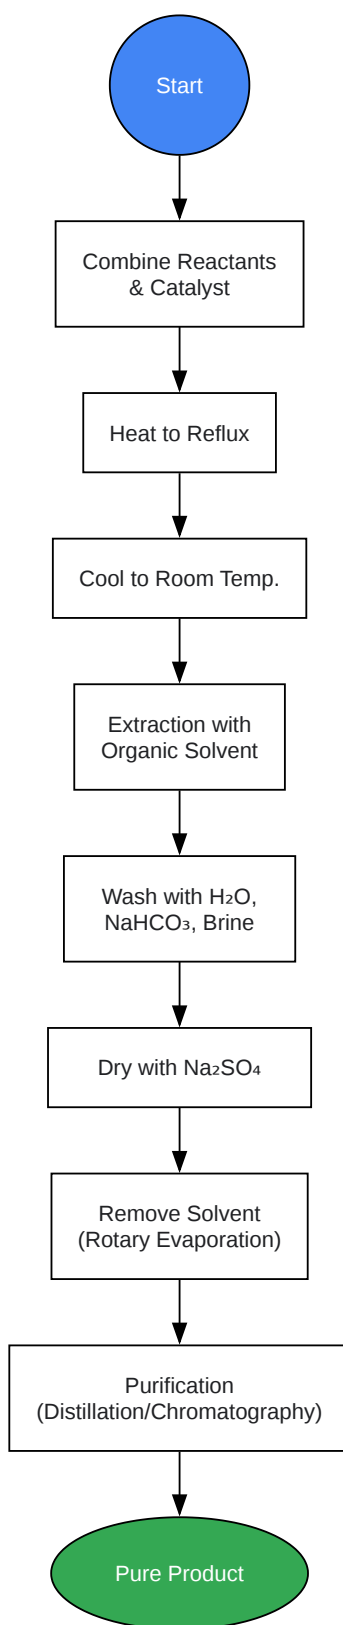 Start
Combine Reactants
& Catalyst
Heat to Reflux
Cool to Room Temp.
Extraction with
Organic Solvent
Wash with H₂O,
NaHCO₃, Brine
Dry with Na₂SO₄
Remove Solvent
(Rotary Evaporation)
Purification
(Distillation/Chromatography)
Pure Product